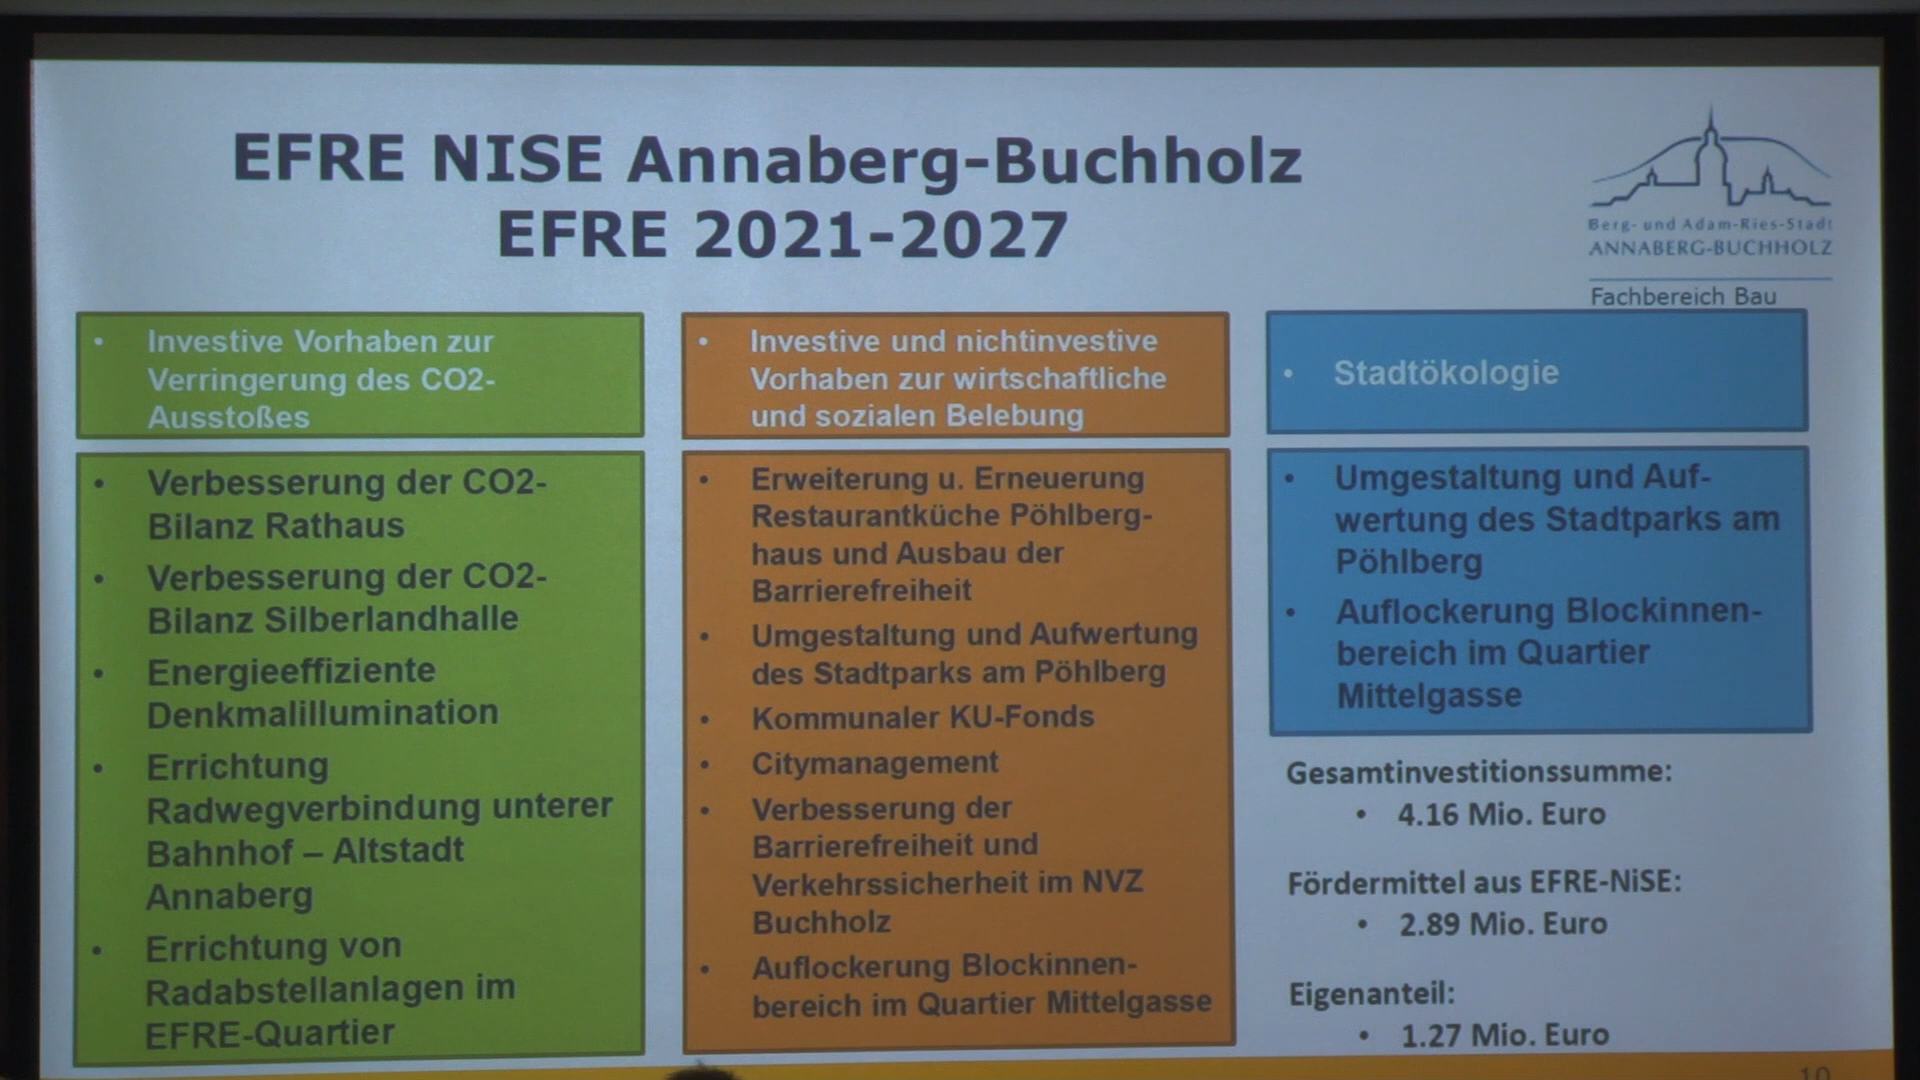 EFRE NISE Annaberg-Buchholz
EFRE 2021-2027
Berg- und Adam-Ries-Stadt
ANNABERG-BUCHHOLZ
Fachbereich Bau
• Investive Vorhaben zur
Verringerung des CO2-
Ausstoßes
• Verbesserung der CO2-
Bilanz Rathaus
• Verbesserung der CO2-
Bilanz Silberlandhalle
• Energieeffiziente
Denkmalillumination
• Errichtung
Radwegverbindung unterer
Bahnhof – Altstadt
Annaberg
• Errichtung von
Radabstellanlagen im
EFRE-Quartier
• Investive und nichtinvestive
Vorhaben zur wirtschaftliche
und sozialen Belebung
• Erweiterung u. Erneuerung
Restaurantküche Pöhlberg-
haus und Ausbau der
Barrierefreiheit
• Umgestaltung und Aufwertung
des Stadtparks am Pöhlberg
• Kommunaler KU-Fonds
• Citymanagement
• Verbesserung der
Barrierefreiheit und
Verkehrssicherheit im NVZ
Buchholz
• Auflockerung Blockinnen-
bereich im Quartier Mittelgasse
• Stadtökologie
• Umgestaltung und Auf-
wertung des Stadtparks am
Pöhlberg
• Auflockerung Blockinnen-
bereich im Quartier
Mittelgasse
Gesamtinvestitionssumme:
• 4.16 Mio. Euro
Fördermittel aus EFRE-NiSE:
• 2.89 Mio. Euro
Eigenanteil:
• 1.27 Mio. Euro
10